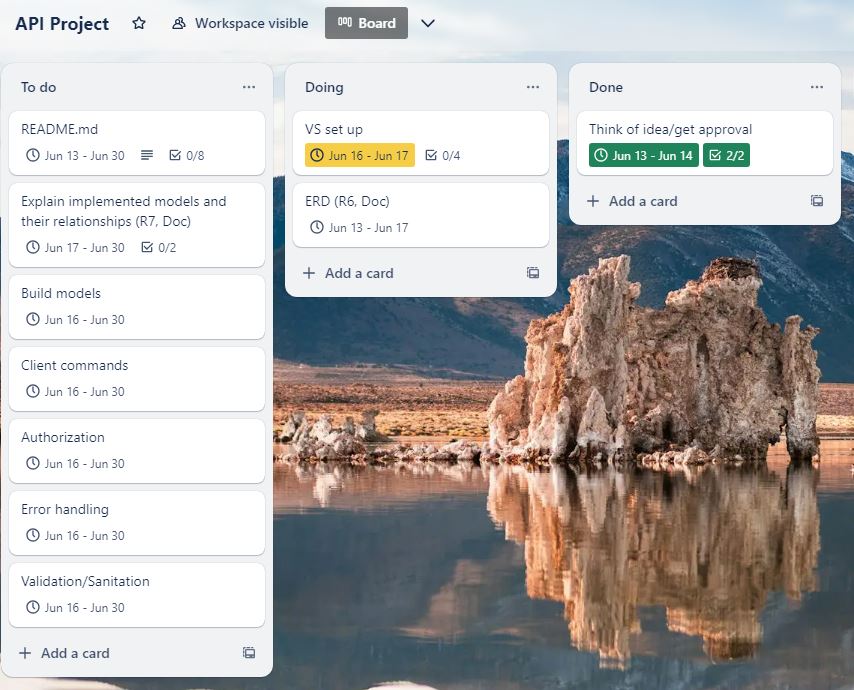 API Project
Workspace visible
Board
To do
README.md
Jun 13 - Jun 30
0/8
Explain implemented models and
their relationships (R7, Doc)
Jun 17 - Jun 30
0/2
Build models
Jun 16 - Jun 30
Client commands
Jun 16 - Jun 30
Authorization
Jun 16 - Jun 30
Error handling
Jun 16 - Jun 30
Validation/Sanitation
Jun 16 - Jun 30
Add a card
Doing
VS set up
Jun 16 - Jun 17
0/4
ERD (R6, Doc)
Jun 13 - Jun 17
Add a card
Done
Think of idea/get approval
Jun 13 - Jun 14
2/2
Add a card